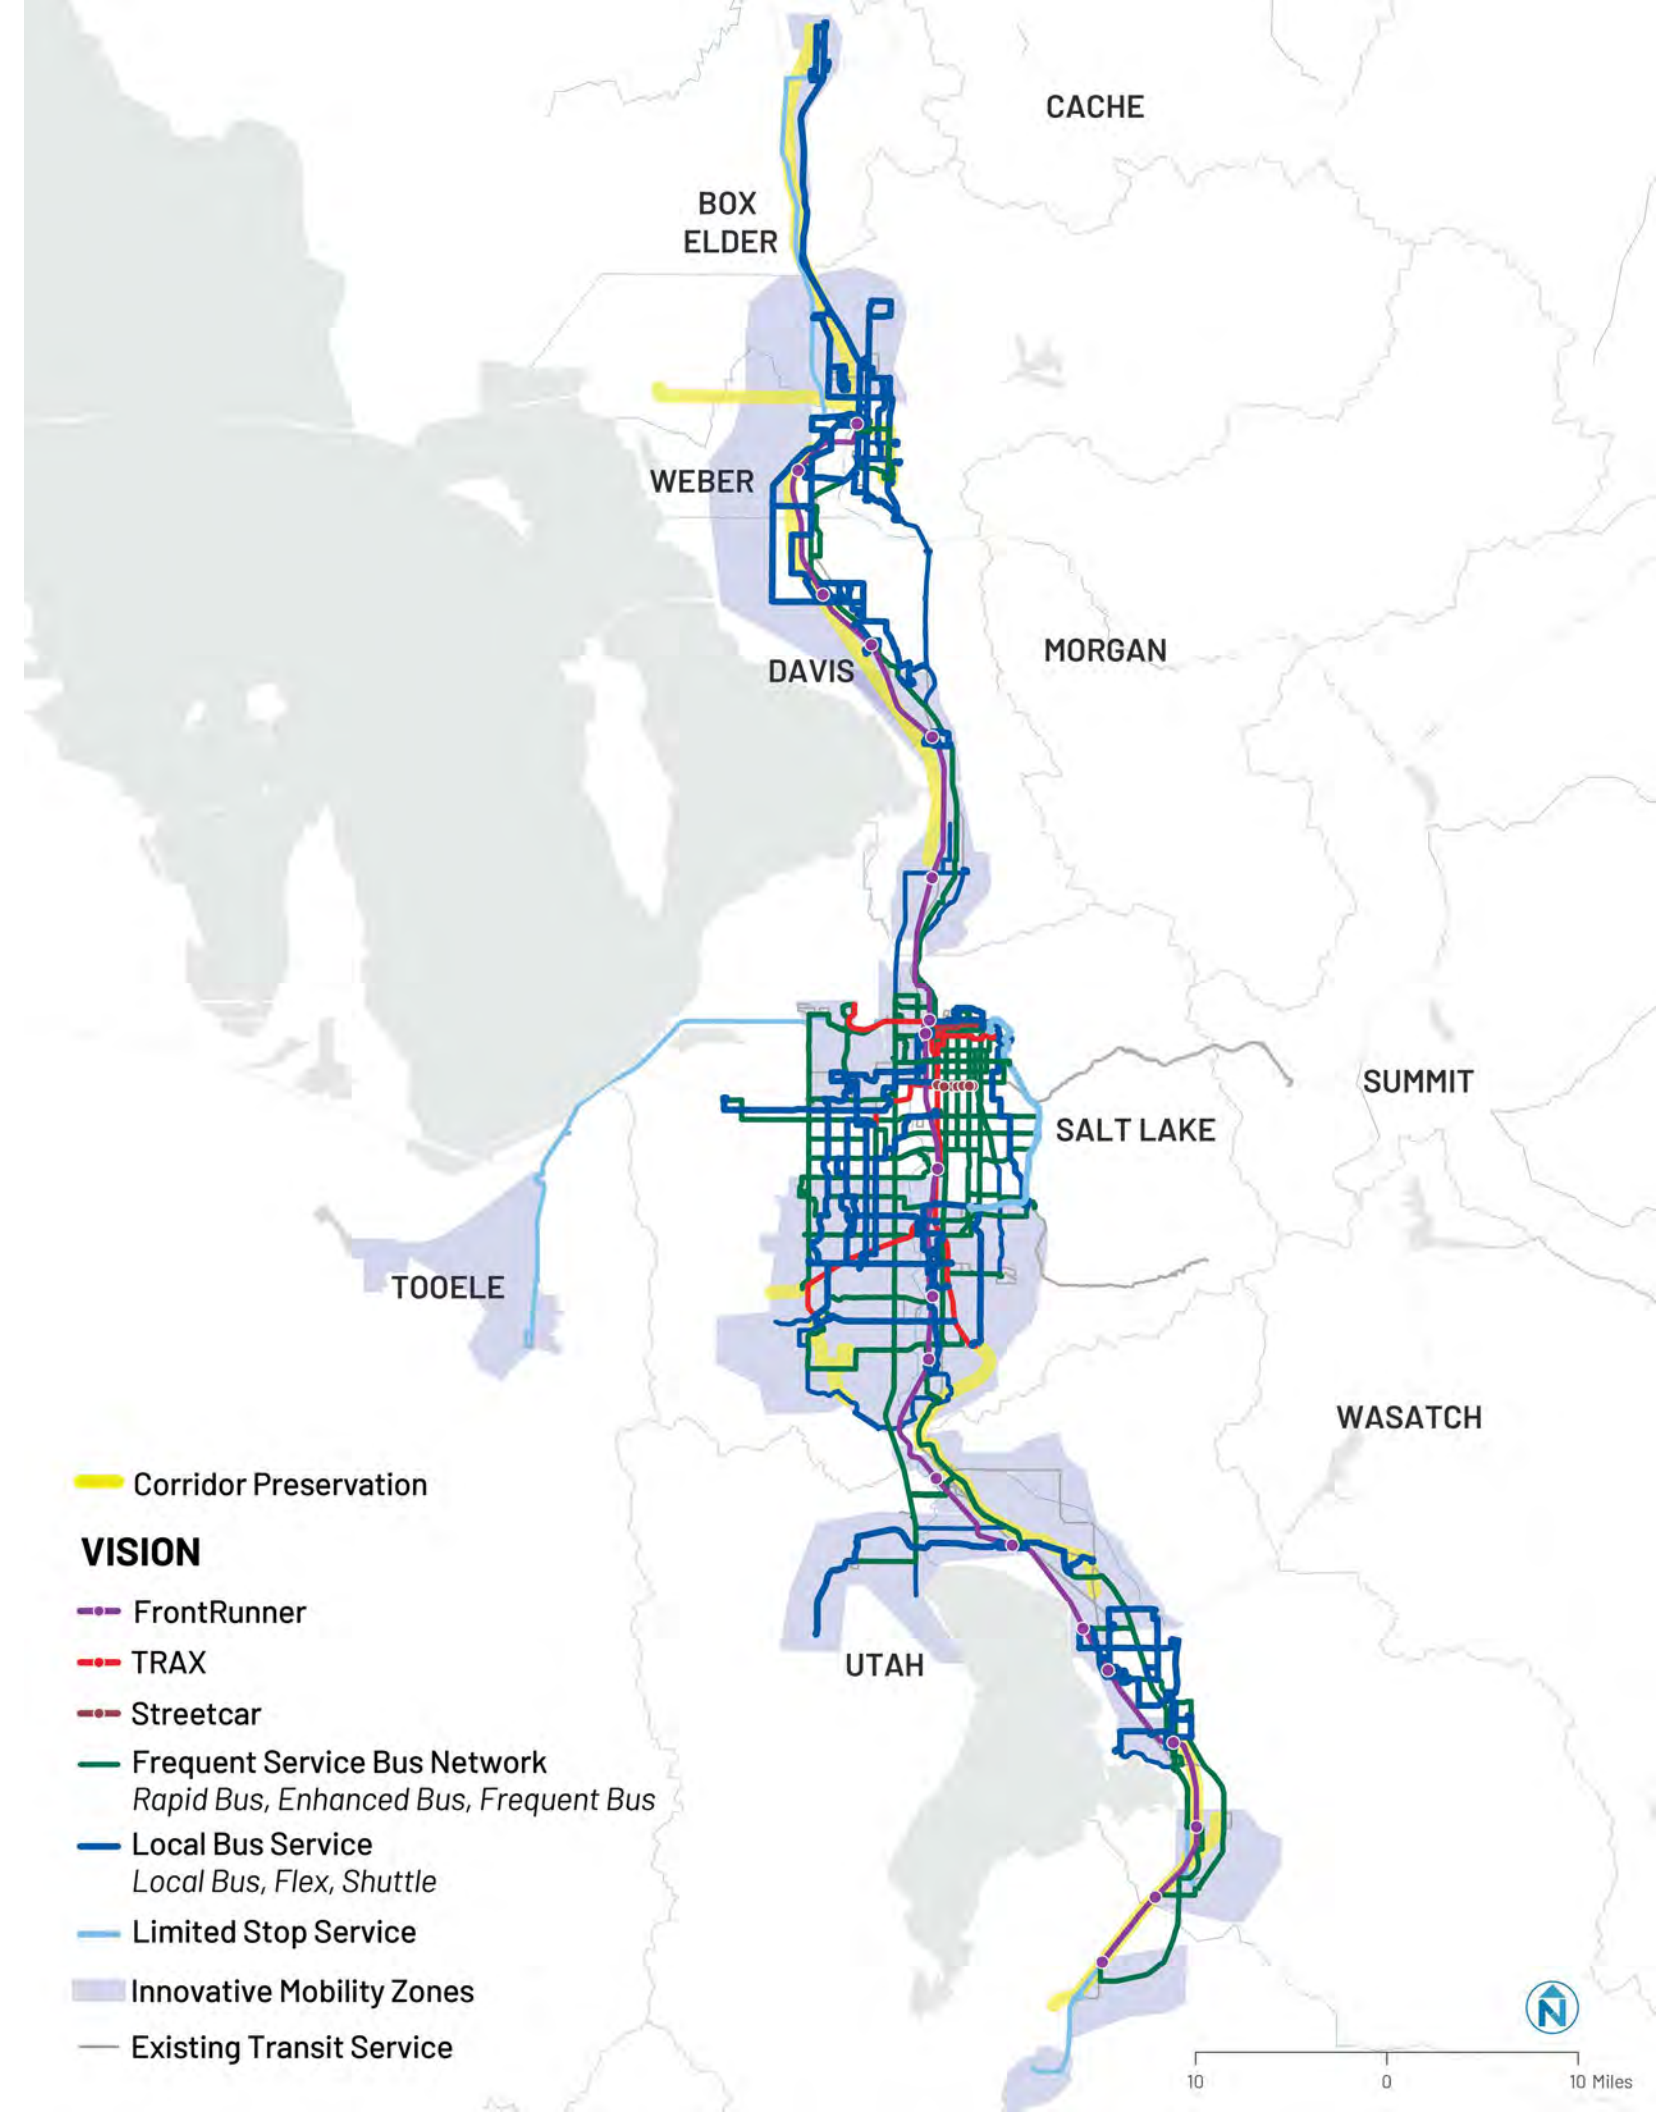 CACHE
BOX
ELDER
WEBER
MORGAN
DAVIS
SUMMIT
SALT LAKE
TOOELE
WASATCH
Corridor Preservation
VISION
FrontRunner
TRAX
UTAH
Streetcar
Frequent Service Bus Network
Rapid Bus, Enhanced Bus, Frequent Bus
Local Bus Service
Local Bus, Flex, Shuttle
Limited Stop Service
Innovative Mobility Zones
Existing Transit Service
N
10 0 10 Miles